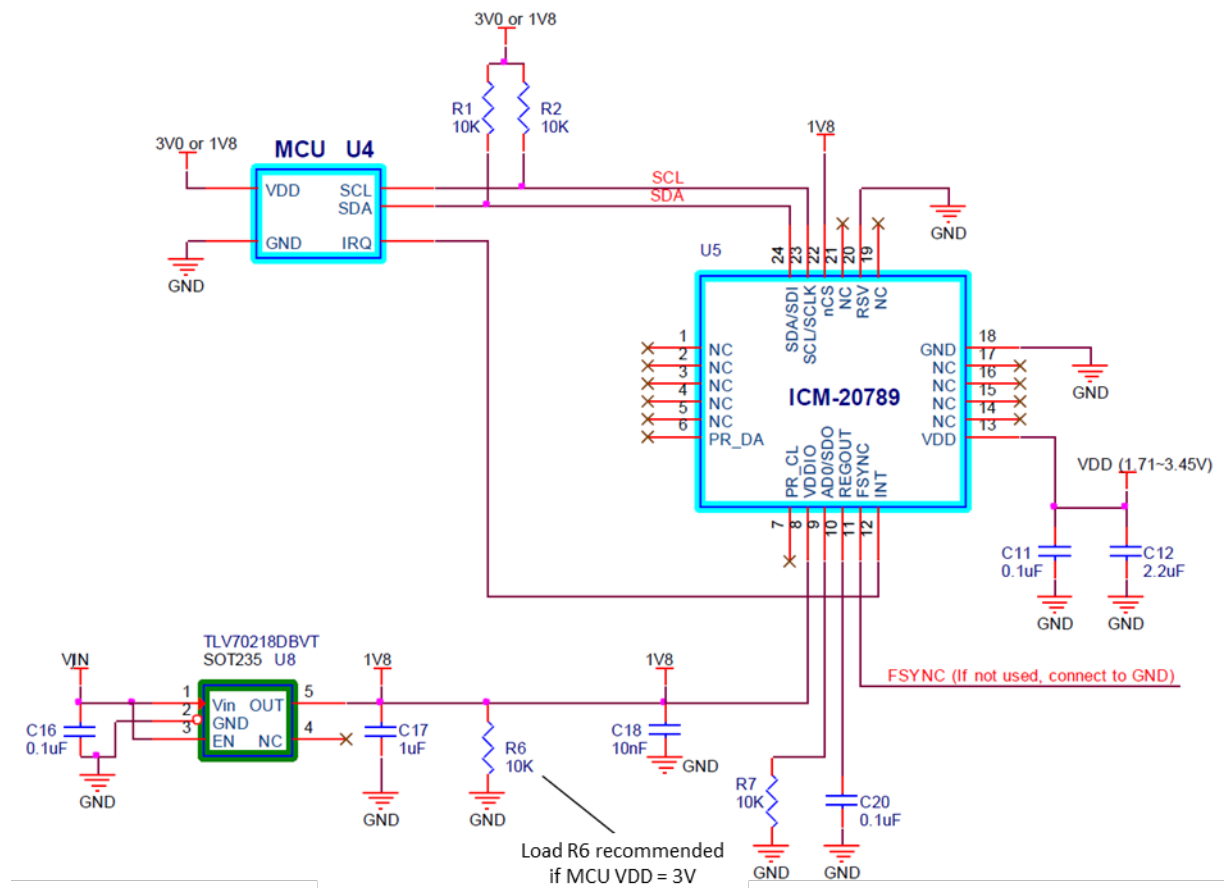 3V0 or 1V8
R1
10K
R2
10K
3V0 or 1V8
MCU U4
VDD
GND
SCL
SDA
IRQ
GND
SCL
SDA
1V8
GND
U5
24
23
22
21
20
19
SDA/SDI
SCL/SCLK
nCS
NC
RSV
NC
1
2
3
4
5
6
NC
NC
NC
NC
NC
PR_DA
ICM-20789
GND
NC
NC
NC
NC
VDD
18
17
16
15
14
13
GND
PR_CL
VDDIO
AD0/SDO
REGOUT
FSYNC
INT
7
8
9
10
11
12
VDD (1.71~3.45V)
C11
0.1uF
C12
2.2uF
GND
GND
FSYNC (If not used, connect to GND)
TLV70218DBVT
SOT235 U8
VIN
1
2
3
Vin
GND
EN
OUT
NC
5
4
C16
0.1uF
GND
1V8
C17
1uF
GND
R6
10K
GND
1V8
C18
10nF
GND
R7
10K
GND
C20
0.1uF
GND
Load R6 recommended
if MCU VDD = 3V